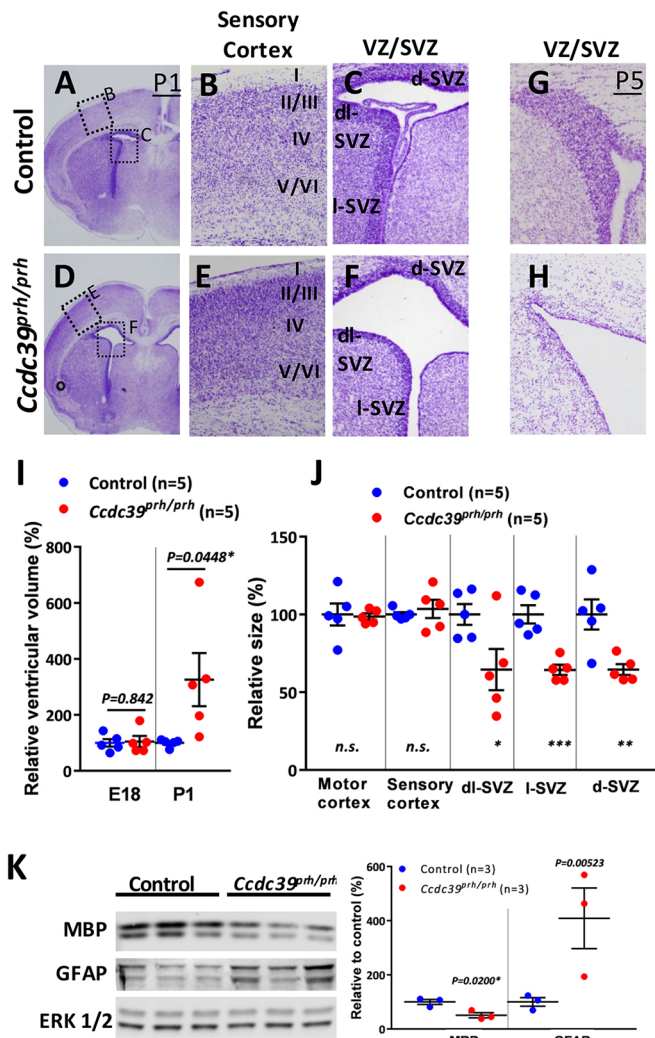 Sensory
Cortex
VZ/SVZ
VZ/SVZ
Control
A
B
P1
C
B
I
II/III
IV
V/VI
C
d-SVZ
dl-
SVZ
l-SVZ
G
P5
Ccdc39prh/prh
D
E
F
E
I
II/III
IV
V/VI
F
d-SVZ
dl-
SVZ
l-SVZ
H
I
Control (n=5)
Ccdc39prh/prh (n=5)
Relative ventricular volume (%)
800
600
400
200
0
P=0.842
P=0.0448*
E18
P1
J
Control (n=5)
Ccdc39prh/prh (n=5)
Relative size (%)
150
100
50
0
n.s.
n.s.
*
***
**
Motor
cortex
Sensory
cortex
dl-SVZ
l-SVZ
d-SVZ
K
Control
Ccdc39prh/prh
MBP
GFAP
ERK 1/2
Control (n=3)
Ccdc39prh/prh (n=3)
Relative to control (%)
600
400
200
0
P=0.0200*
P=0.00523
MBP
GFAP